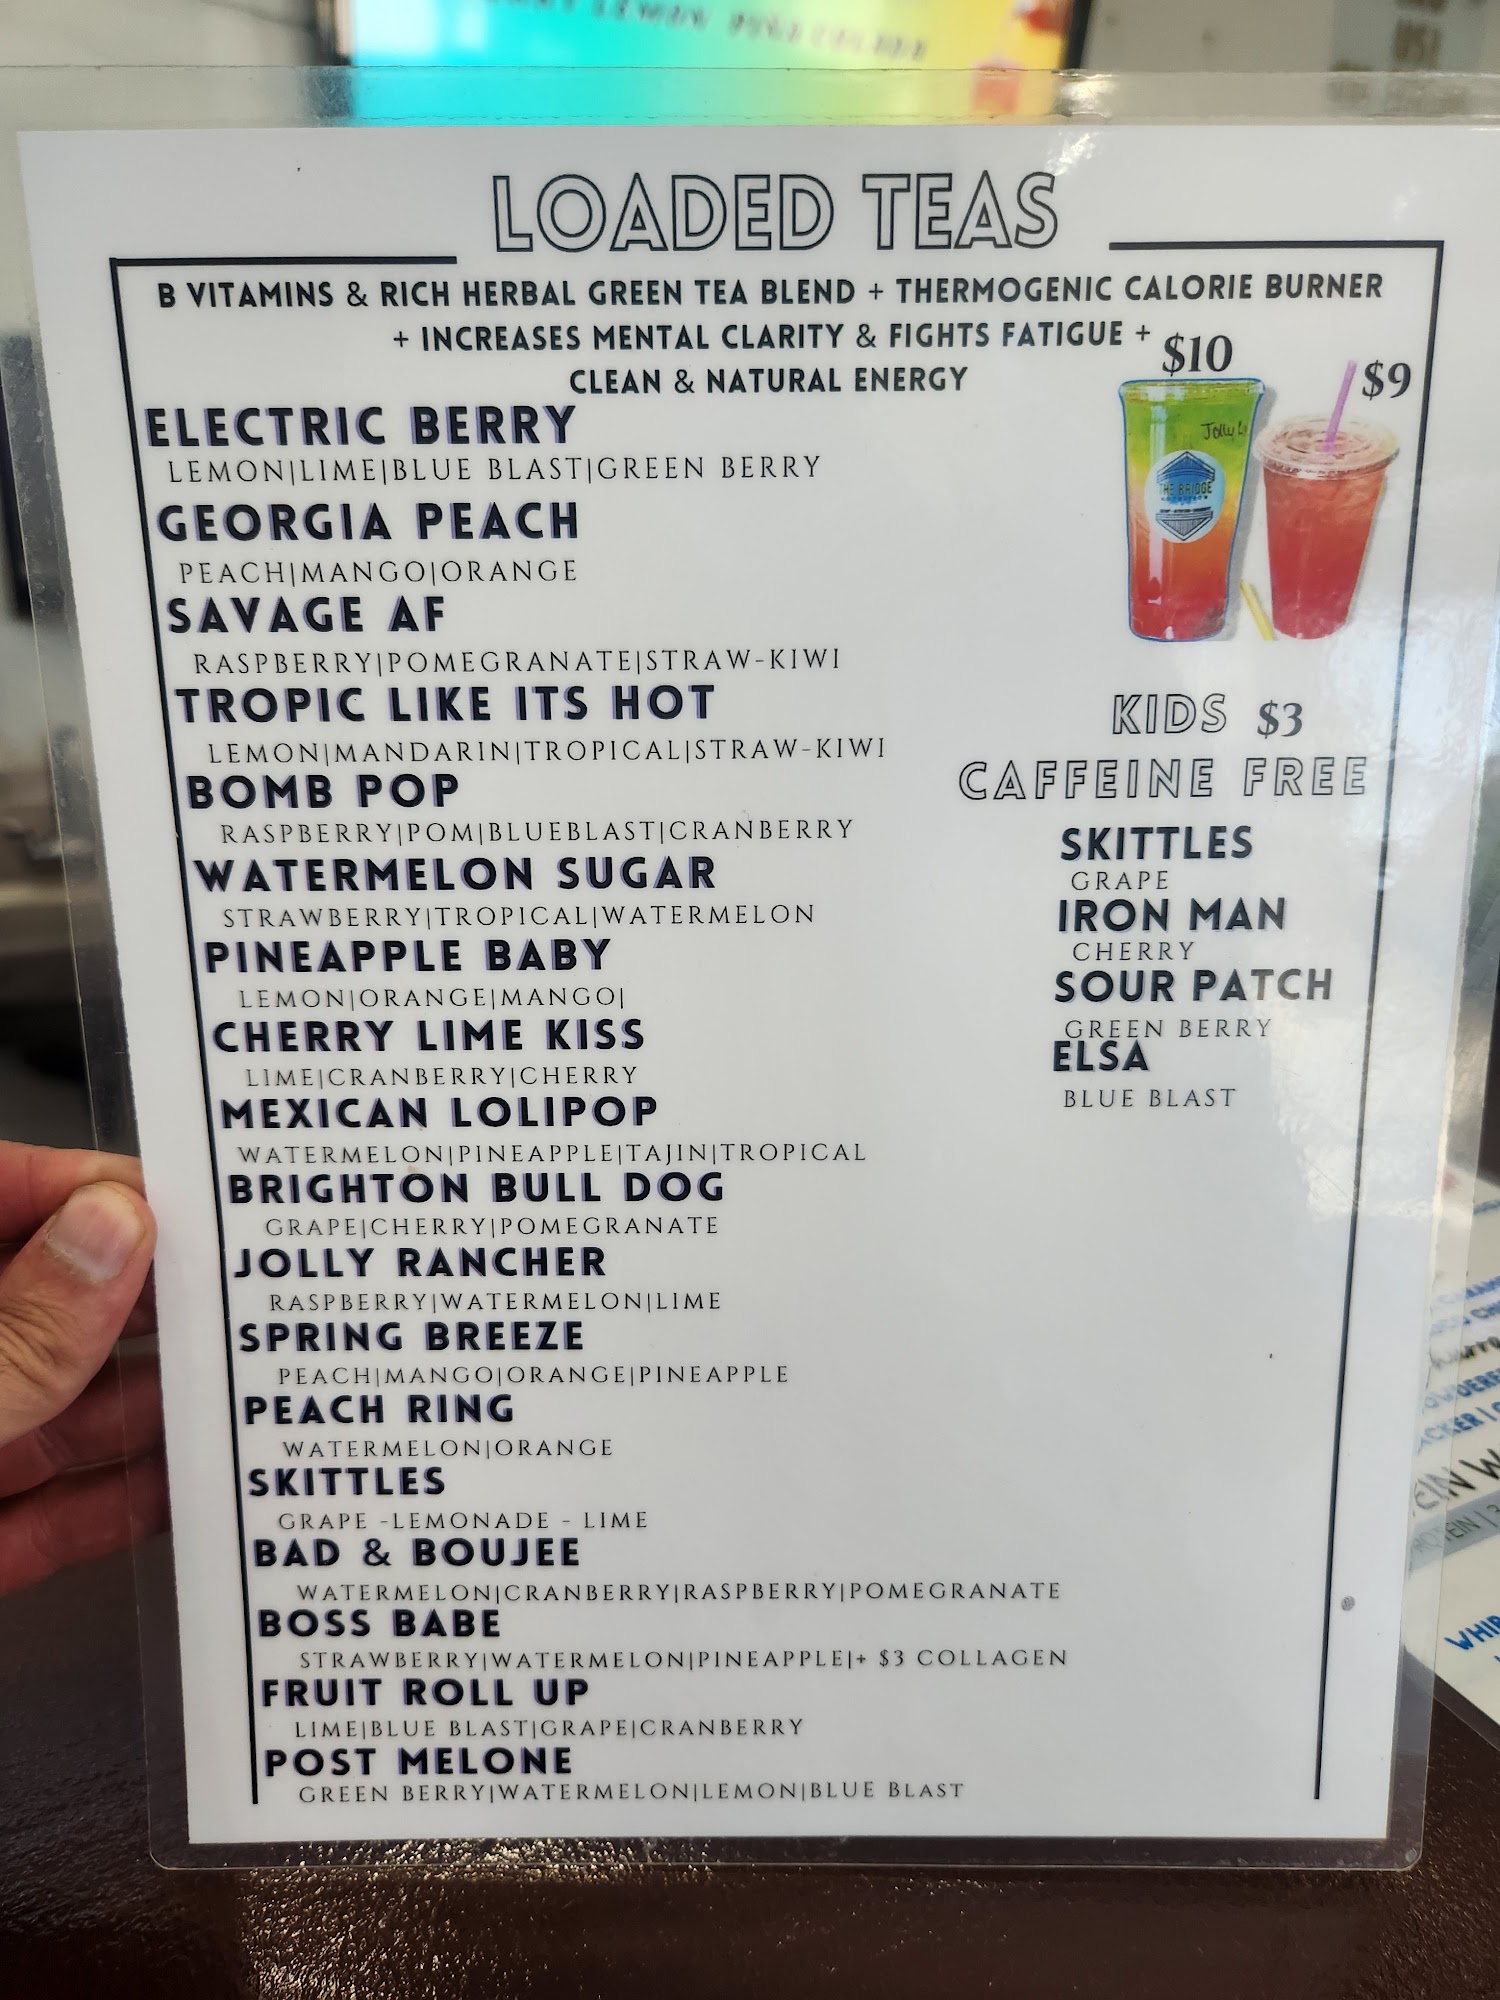 LEMON
US!
LOADED TEAS
B VITAMINS & RICH HERBAL GREEN TEA BLEND + THERMOGENIC CALORIE BURNER
+ INCREASES MENTAL CLARITY & FIGHTS FATIGUE +
CLEAN & NATURAL ENERGY
$10
$9
THE BRIDGE
ELECTRIC BERRY
LEMON|LIME|BLUE BLAST|GREEN BERRY
GEORGIA PEACH
PEACH|MANGO|ORANGE
SAVAGE AF
RASPBERRY|POMEGRANATE|STRAW-KIWI
TROPIC LIKE ITS HOT
LEMON|MANDARIN|TROPICAL|STRAW-KIWI
BOMB POP
RASPBERRY|POM|BLUEBLAST|CRANBERRY
WATERMELON SUGAR
STRAWBERRY|TROPICAL|WATERMELON
PINEAPPLE BABY
LEMON|ORANGE|MANGO|
CHERRY LIME KISS
LIME|CRANBERRY|CHERRY
MEXICAN LOLIPOP
WATERMELON|PINEAPPLE|TAJIN|TROPICAL
BRIGHTON BULL DOG
GRAPE|CHERRY|POMEGRANATE
JOLLY RANCHER
RASPBERRY|WATERMELON|LIME
SPRING BREEZE
PEACH|MANGO|ORANGE|PINEAPPLE
PEACH RING
WATERMELON|ORANGE
SKITTLES
GRAPE -LEMONADE - LIME
BAD & BOUJEE
WATERMELON|CRANBERRY|RASPBERRY|POMEGRANATE
BOSS BABE
STRAWBERRY|WATERMELON|PINEAPPLE|+ $3 COLLAGEN
FRUIT ROLL UP
LIME|BLUE BLAST|GRAPE|CRANBERRY
POST MELONE
GREEN BERRY|WATERMELON|LEMON|BLUE BLAST
KIDS $3
CAFFEINE FREE
SKITTLES
GRAPE
IRON MAN
CHERRY
SOUR PATCH
GREEN BERRY
ELSA
BLUE BLAST